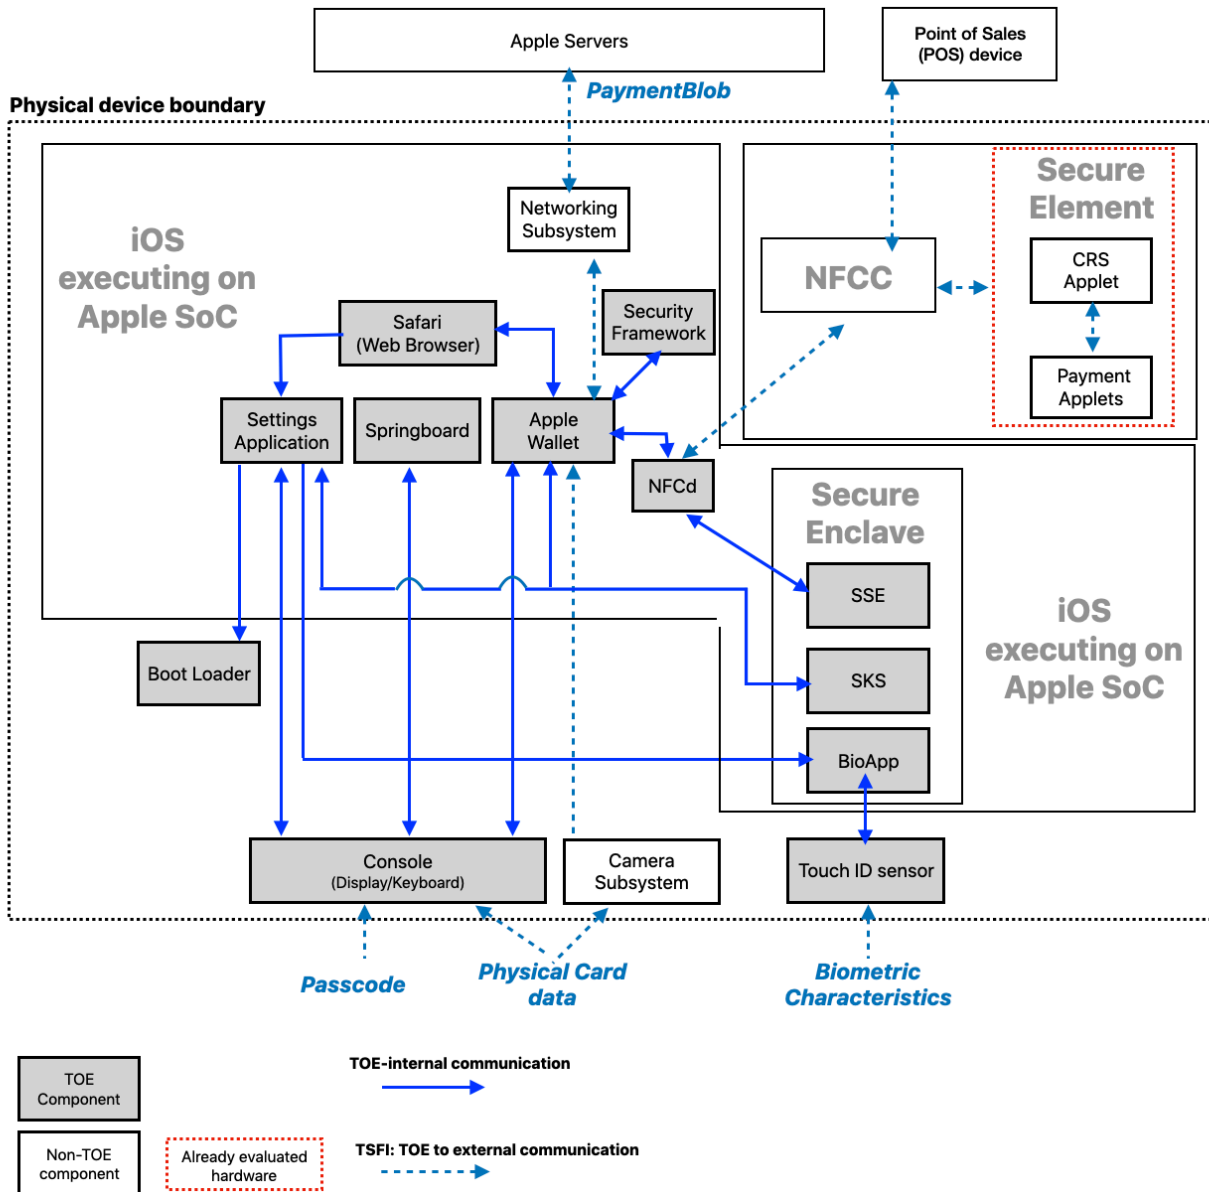 Apple Servers
Point of Sales
(POS) device
PaymentBlob
Physical device boundary
iOS
executing on
Apple SoC
Networking
Subsystem
Secure
Element
CRS
Applet
NFCC
Payment
Applets
Safari
(Web Browser)
Security
Framework
Settings
Application
Springboard
Apple
Wallet
NFCd
Secure
Enclave
SSE
SKS
BioApp
iOS
executing on
Apple SoC
Boot Loader
Console
(Display/Keyboard)
Camera
Subsystem
Touch ID sensor
Passcode
Physical Card
data
Biometric
Characteristics
TOE
Component
TOE-internal communication
Non-TOE
component
Already evaluated
hardware
TSFI: TOE to external communication